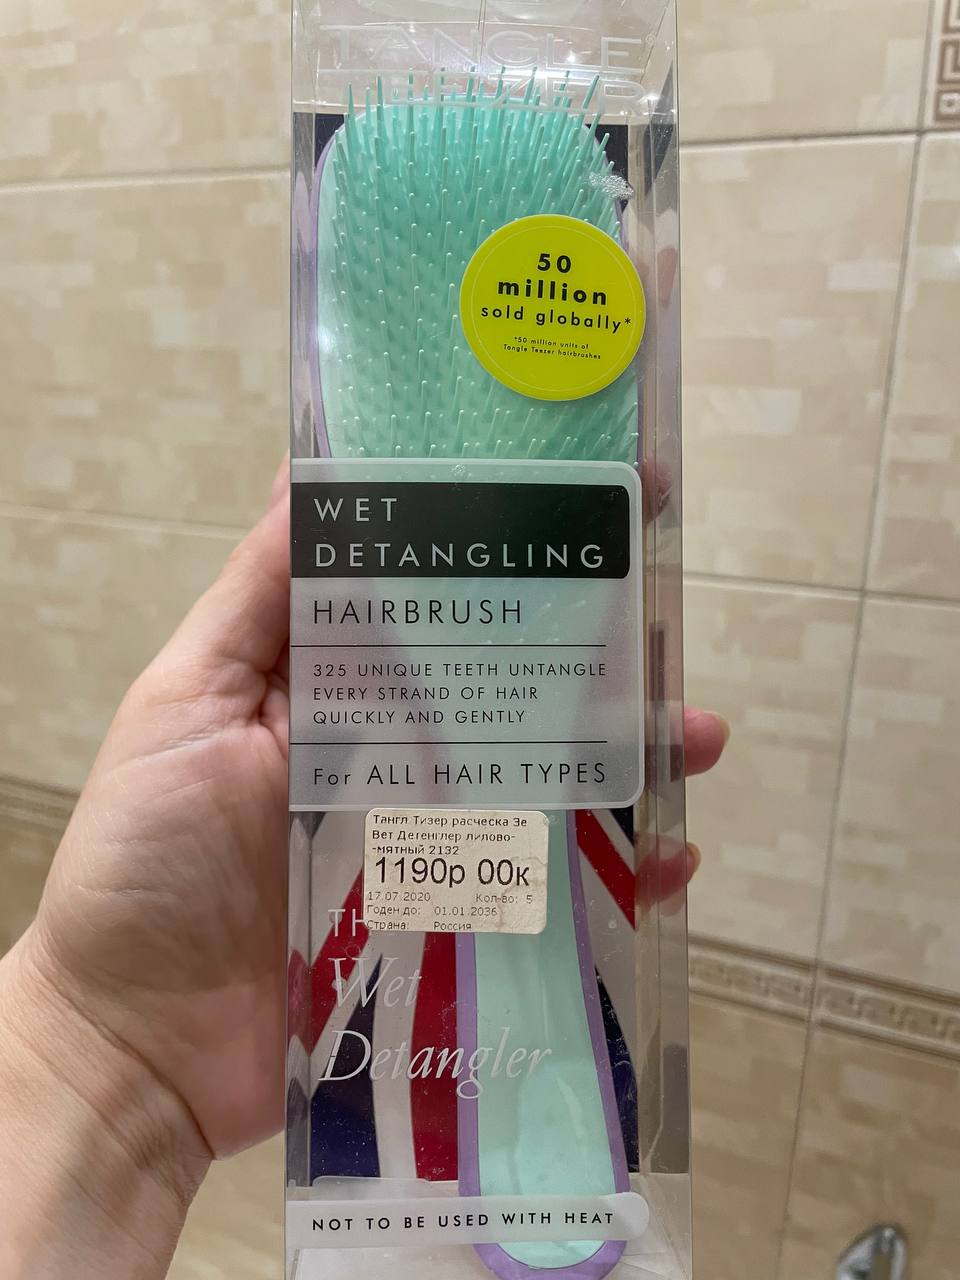 TANGLE
TEEZER
50
million
sold globally*
*50 million units of
Tangle Teezer hairbrushes
WET
DETANGLING
HAIRBRUSH
325 UNIQUE TEETH UNTANGLE
EVERY STRAND OF HAIR
QUICKLY AND GENTLY
For ALL HAIR TYPES
Тангл Тизер расческа Зе
Вет Детенглер лилово-
-мятный 2132
1190р 00к
17.07.2020 Кол-во: 5
Годен до: 01.01.2036
Страна: Россия
Wet
Detangler
NOT TO BE USED WITH HEAT